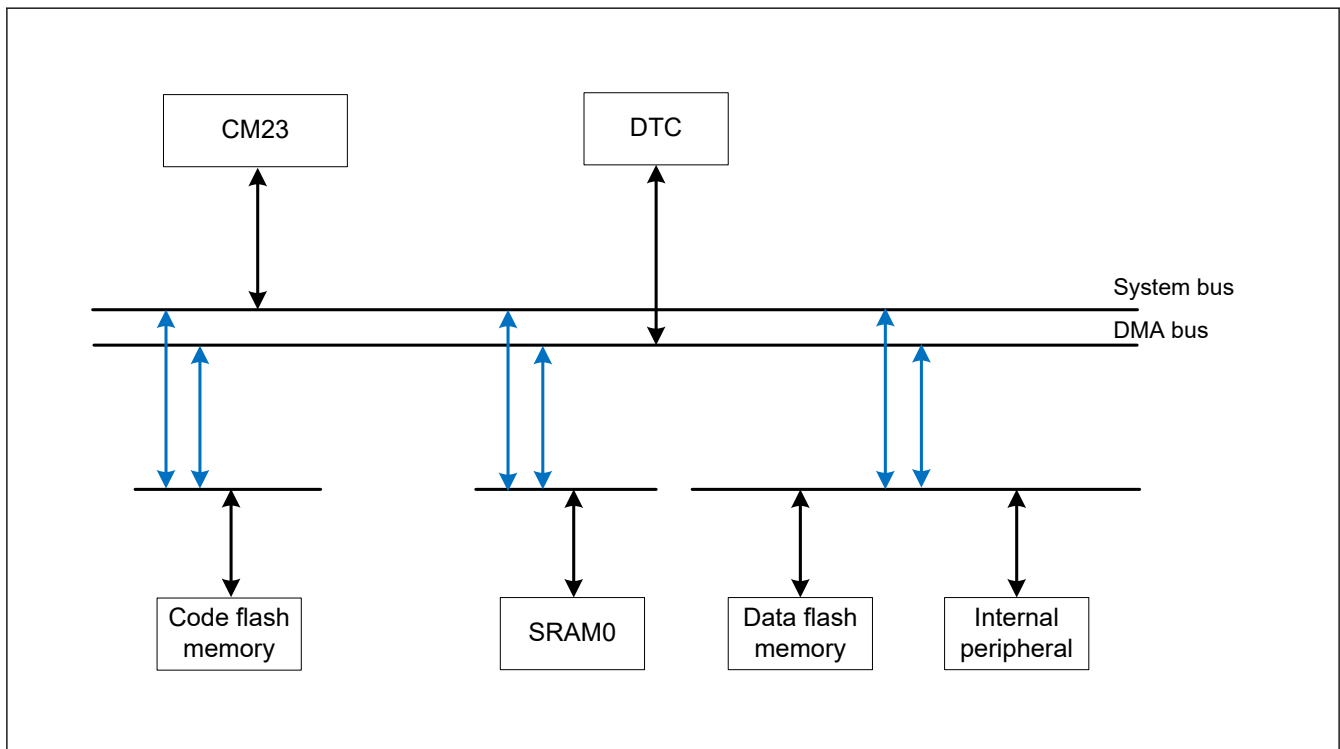 CM23
DTC
System bus
DMA bus
Code flash
memory
SRAM0
Data flash
memory
Internal
peripheral